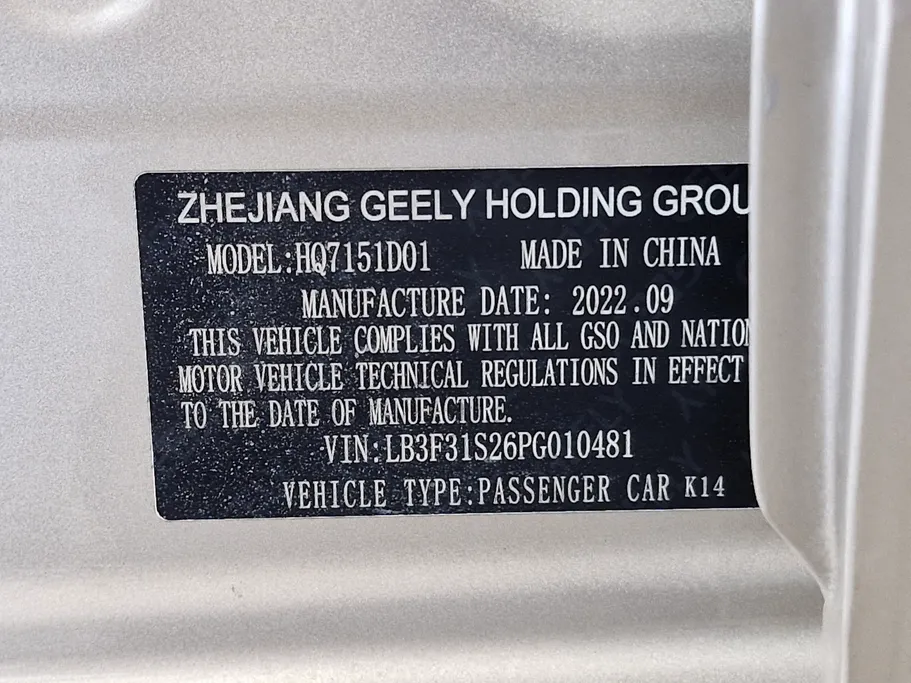 ZHEJIANG GEELY HOLDING GROU
MODEL:HQ7151D01 MADE IN CHINA
MANUFACTURE DATE: 2022.09
THIS VEHICLE COMPLIES WITH ALL GSO AND NATION
MOTOR VEHICLE TECHNICAL REGULATIONS IN EFFECT
TO THE DATE OF MANUFACTURE.
VIN:LB3F31S26PG010481
VEHICLE TYPE:PASSENGER CAR K14